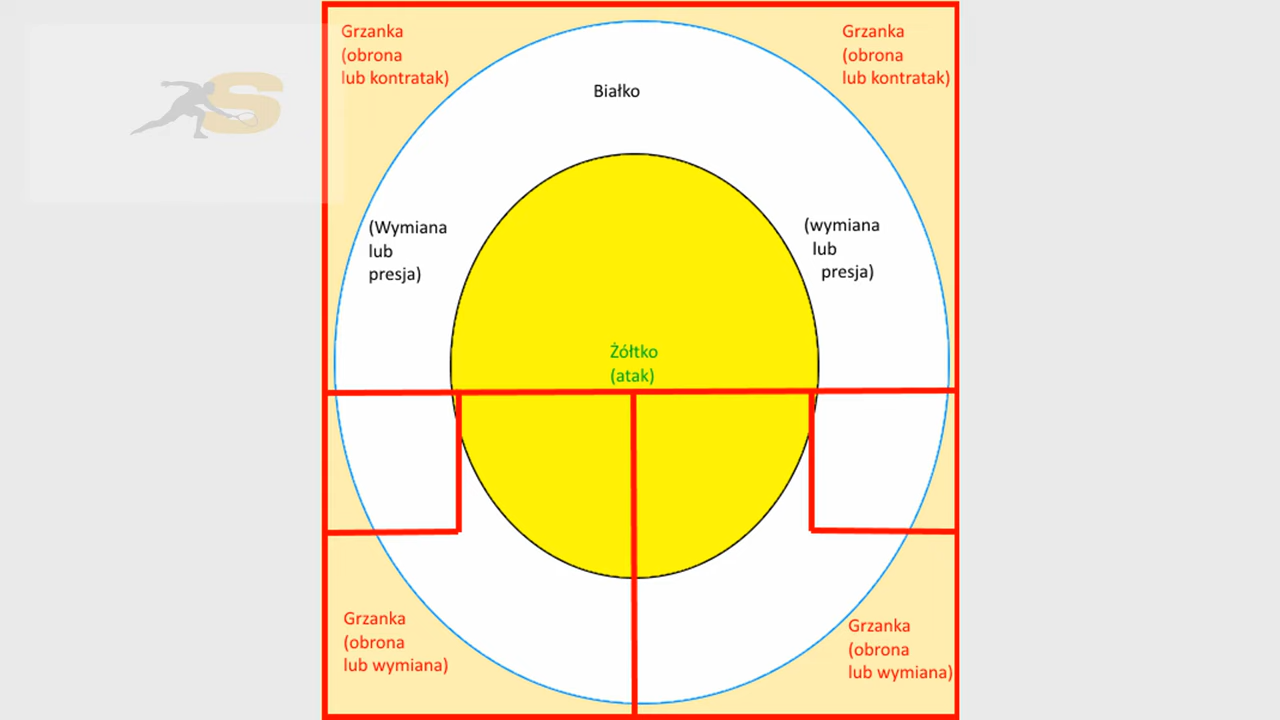 Grzanka
(obrona
lub kontratak)
Grzanka
(obrona
lub kontratak)
S
Białko
(Wymiana
lub
presja)
(wymiana
lub
presja)
Żółtko
(atak)
Grzanka
(obrona
lub wymiana)
Grzanka
(obrona
lub wymiana)